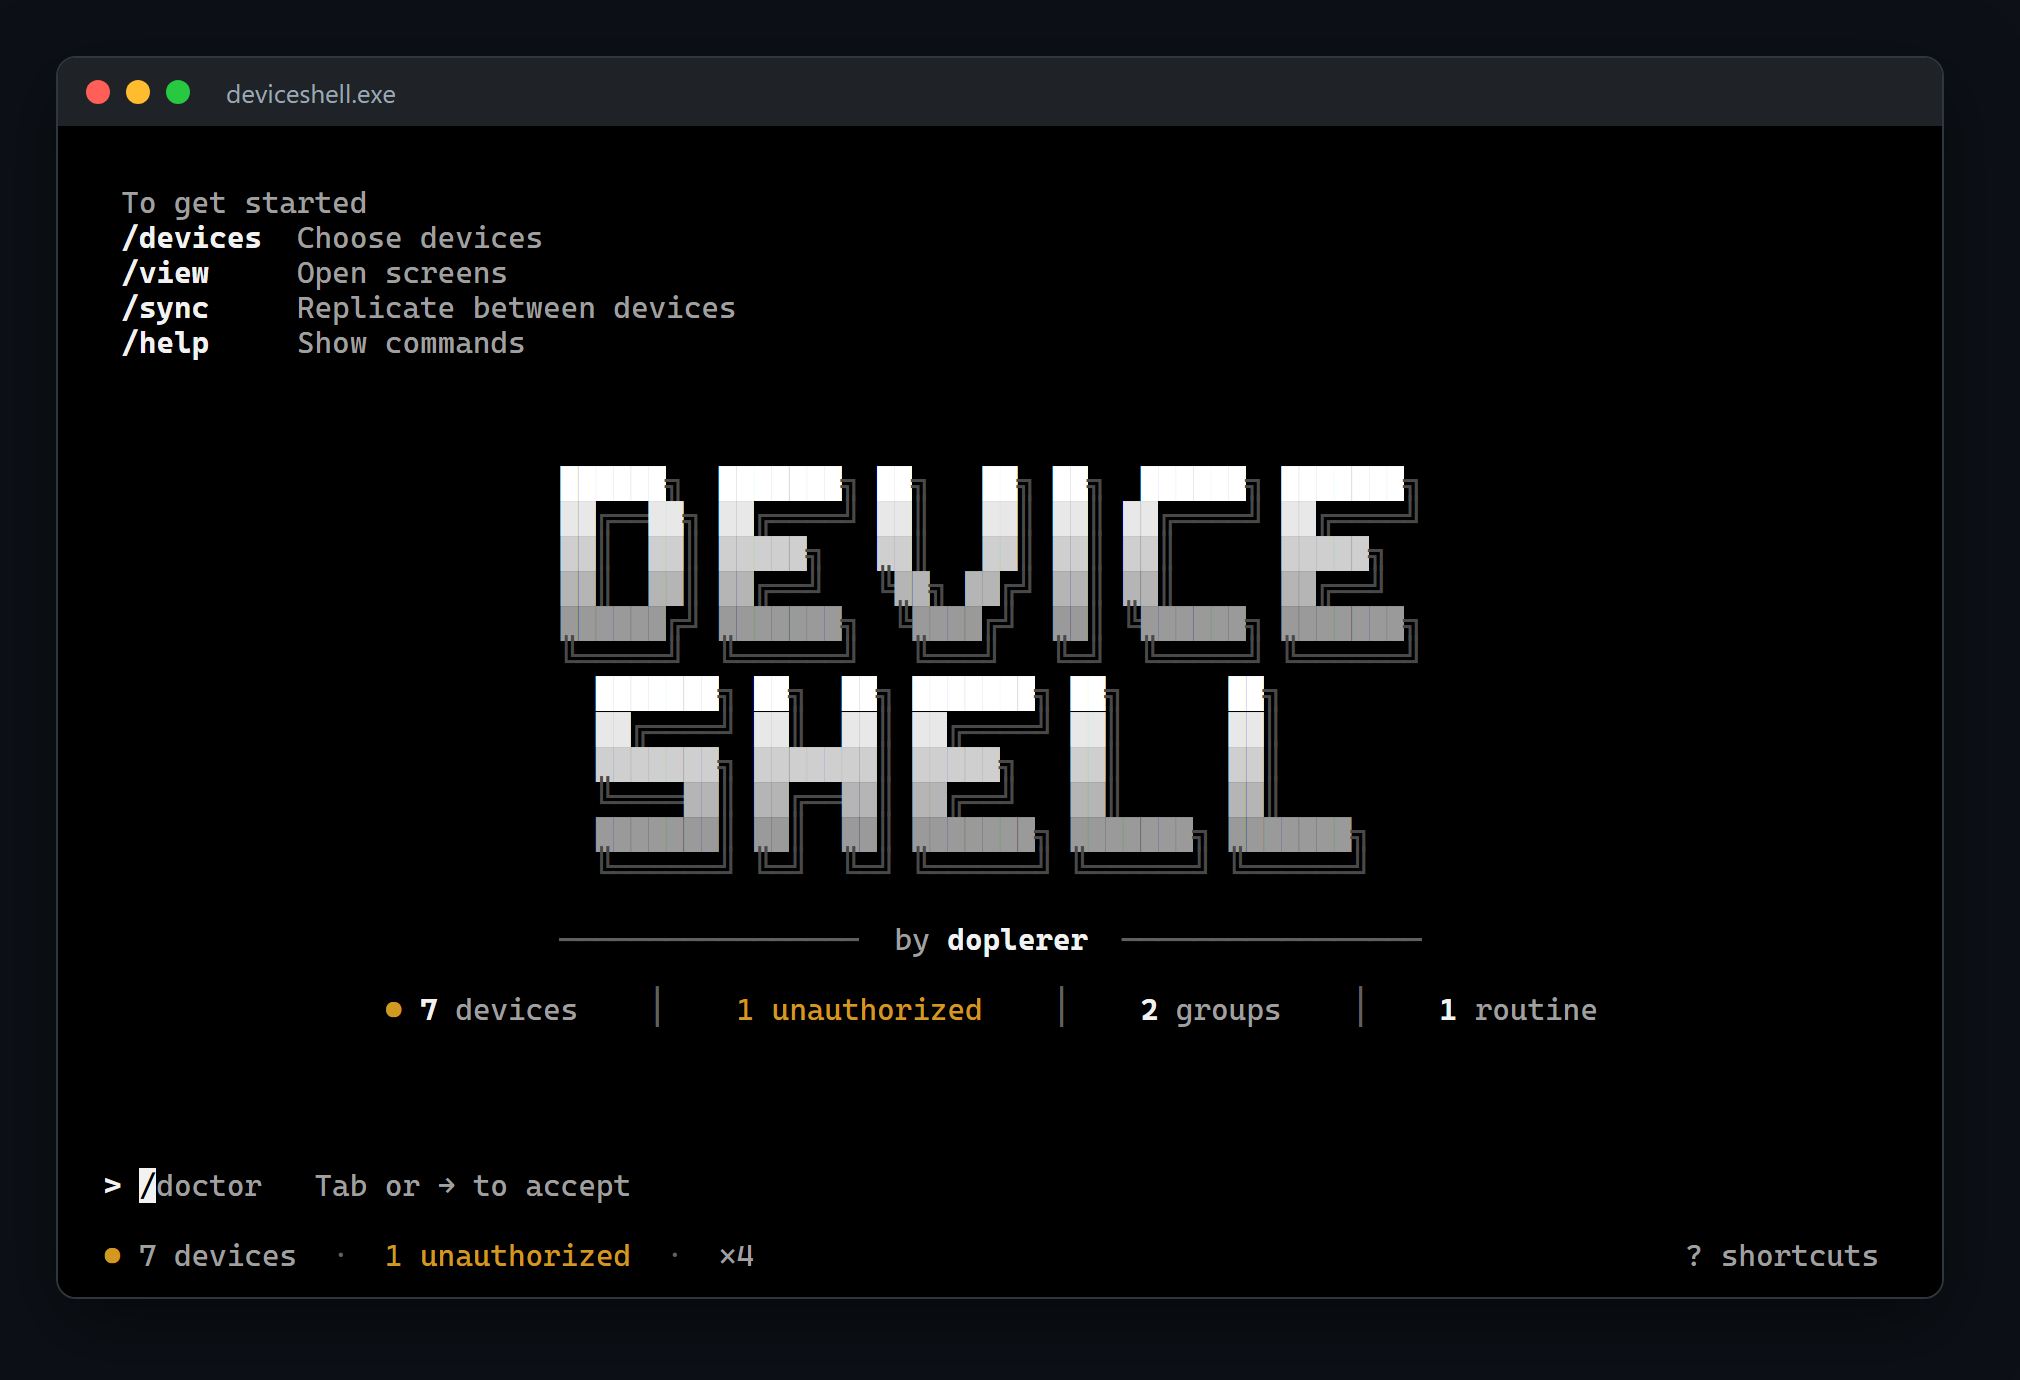 deviceshell.exe
To get started
/devices  Choose devices
/view     Open screens
/sync     Replicate between devices
/help     Show commands
DEVICE
SHELL
by doplerer
● 7 devices │ 1 unauthorized │ 2 groups │ 1 routine
> /doctor   Tab or → to accept
● 7 devices · 1 unauthorized · ×4
? shortcuts